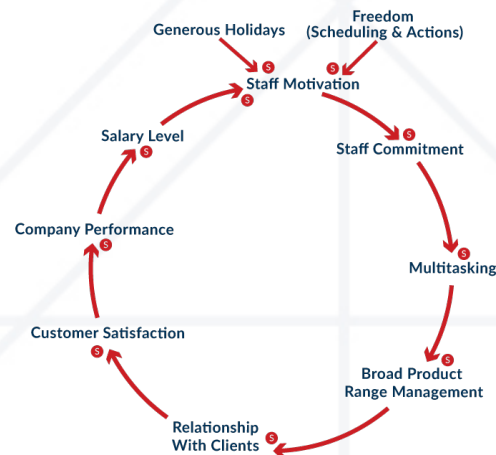 Generous Holidays
Freedom
(Scheduling & Actions)
S
S
Staff Motivation
S
Salary Level
S
S
Staff Commitment
Company Performance
S
S
Multitasking
Customer Satisfaction
S
S
Broad Product
Range Management
Relationship
With Clients
S